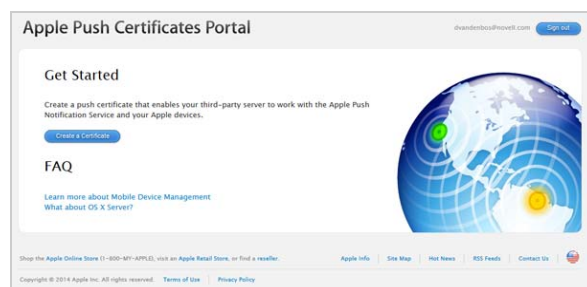 Apple Push Certificates Portal
dvandenbos@novell.com Sign out
Get Started
Create a push certificate that enables your third-party server to work with the Apple Push
Notification Service and your Apple devices.
Create a Certificate
FAQ
Learn more about Mobile Device Management
What about OS X Server?
Shop the Apple Online Store (1-800-MY-APPLE), visit an Apple Retail Store, or find a reseller. Apple Info Site Map Hot News RSS Feeds Contact Us
Copyright © 2014 Apple Inc. All rights reserved. Terms of Use Privacy Policy